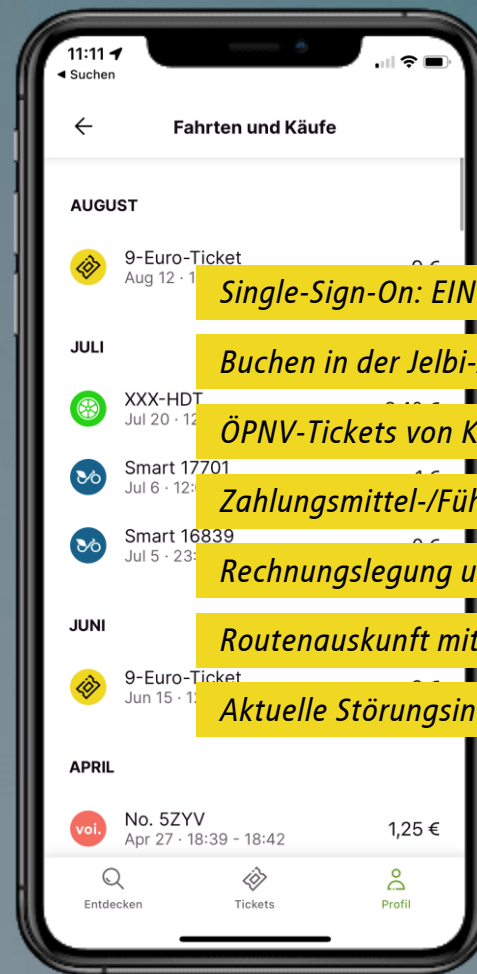 11:11
◀ Suchen
Fahrten und Käufe
AUGUST
9-Euro-Ticket
Aug 12 · 1
Single-Sign-On: EIN
JULI
Buchen in der Jelbi-
XXX-HDT
Jul 20 · 12
ÖPNV-Tickets von K
Smart 17701
Jul 6 · 12:
Zahlungsmittel-/Füh
Smart 16839
Jul 5 · 23:
Rechnungslegung u
JUNI
Routenauskunft mit
9-Euro-Ticket
Jun 15 · 1
Aktuelle Störungsin
APRIL
voi.
No. 5ZYV
1,25 €
Apr 27 · 18:39 - 18:42
Entdecken Tickets Profil